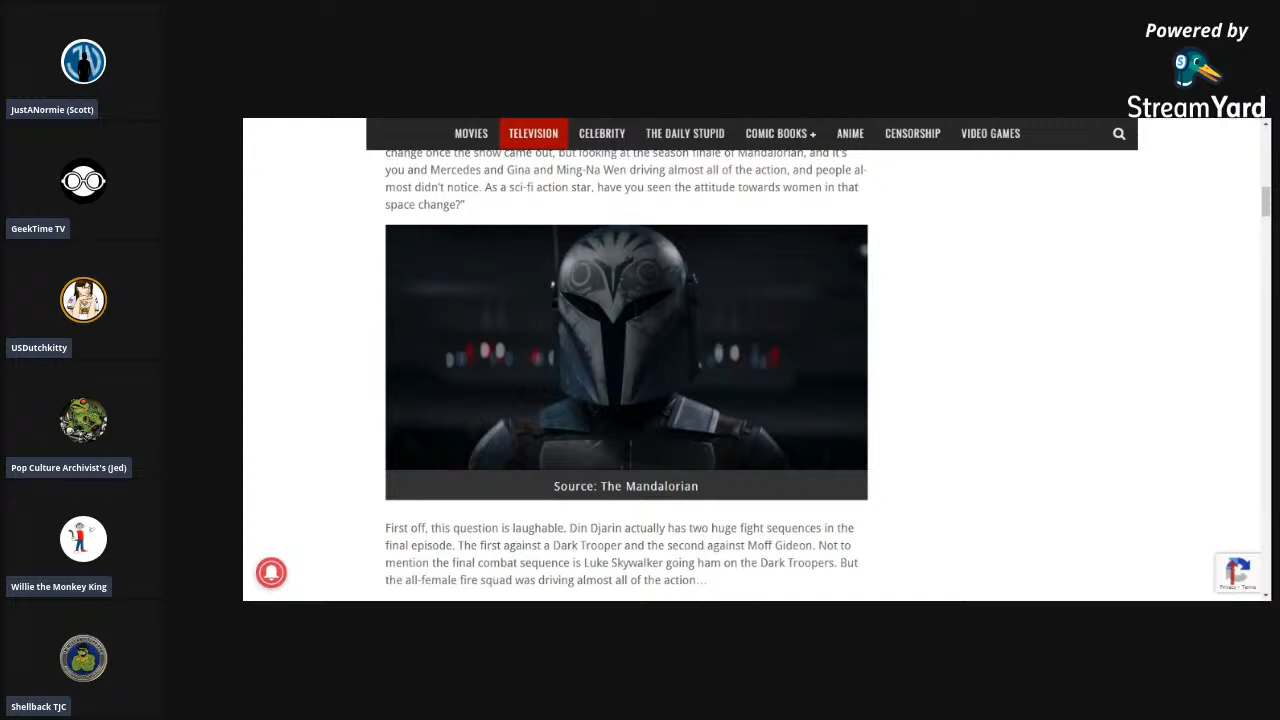 Powered by
StreamYard
JustANormie (Scott)
GeekTime TV
USDutchkitty
Pop Culture Archivist's (Jed)
Willie the Monkey King
Shellback TJC
MOVIES TELEVISION CELEBRITY THE DAILY STUPID COMIC BOOKS + ANIME CENSORSHIP VIDEO GAMES
change once the show came out, but looking at the season finale of Mandalorian, and it's
you and Mercedes and Gina and Ming-Na Wen driving almost all of the action, and people al-
most didn't notice. As a sci-fi action star, have you seen the attitude towards women in that
space change?"
Source: The Mandalorian
First off, this question is laughable. Din Djarin actually has two huge fight sequences in the
final episode. The first against a Dark Trooper and the second against Moff Gideon. Not to
mention the final combat sequence is Luke Skywalker going ham on the Dark Troopers. But
the all-female fire squad was driving almost all of the action…
Privacy - Terms